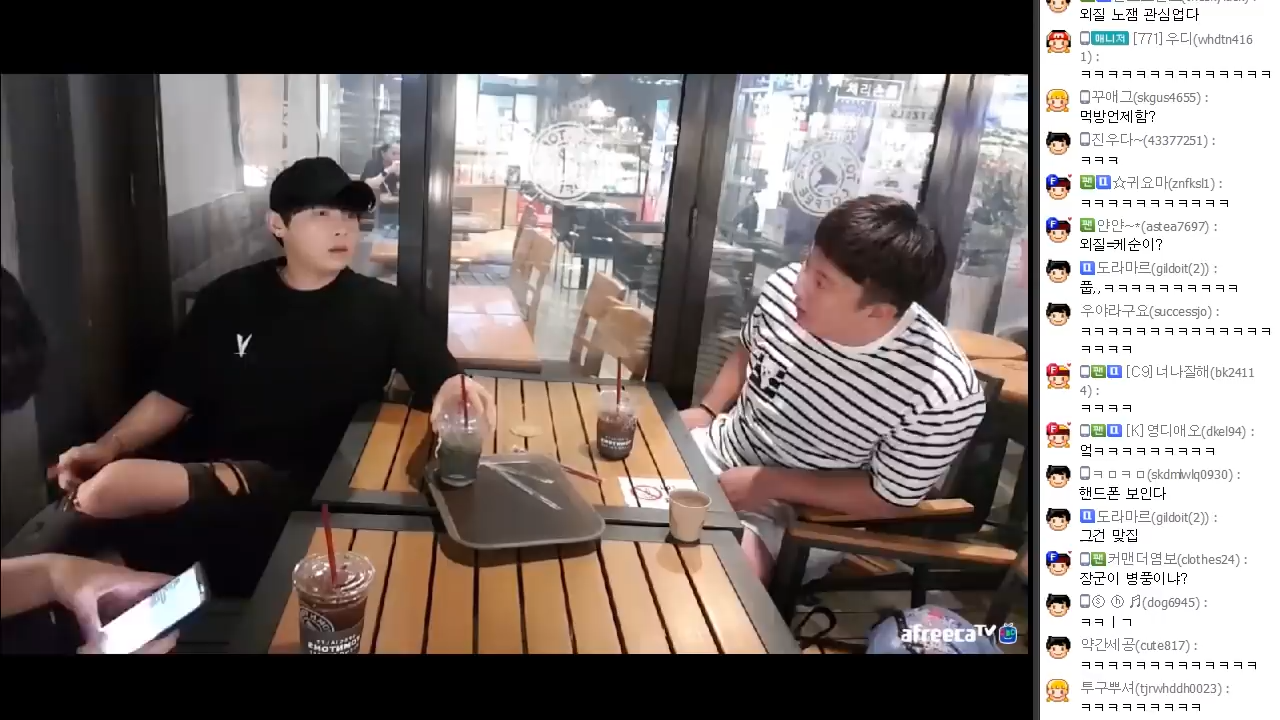 외질 노잼 관심업다
매니저 [771] 우디(whdtn416
1) :
ㅋㅋㅋㅋㅋㅋㅋㅋㅋㅋㅋㅋㅋㅋ
꾸애그(skgus4655) :
먹방언제함?
진우다~(43377251) :
ㅋㅋㅋ
팬 ☆귀요마(znfksl1) :
ㅋㅋㅋㅋㅋㅋㅋㅋㅋㅋㅋ
팬 얀얀~*(astea7697) :
외질=케순이?
도라마르(gildoit(2)) :
풉,,ㅋㅋㅋㅋㅋㅋㅋㅋㅋㅋ
우야라구요(successjo) :
ㅋㅋㅋㅋㅋㅋㅋㅋㅋㅋㅋㅋㅋㅋ
ㅋㅋㅋㅋ
팬 [C9] 너나잘해(bk2411
4) :
ㅋㅋㅋㅋ
팬 [K] 영디애오(dkel94) :
엌ㅋㅋㅋㅋㅋㅋㅋㅋㅋ
ㅋㅁㅋㅁ(skdmlwlq0930) :
핸드폰 보인다
도라마르(gildoit(2)) :
그건 맞집
팬 커맨더염보(clothes24) :
장군이 병풍이냐?
ⓢ ⓗ ♬(dog6945) :
ㅋㅋㅣㄱ
약간세공(cute817) :
ㅋㅋㅋㅋㅋㅋㅋㅋㅋㅋㅋㅋㅋ
투구뿌셔(tjrwhddh0023) :
ㅋㅋㅋㅋㅋㅋㅋㅋㅋ
afreecaTV